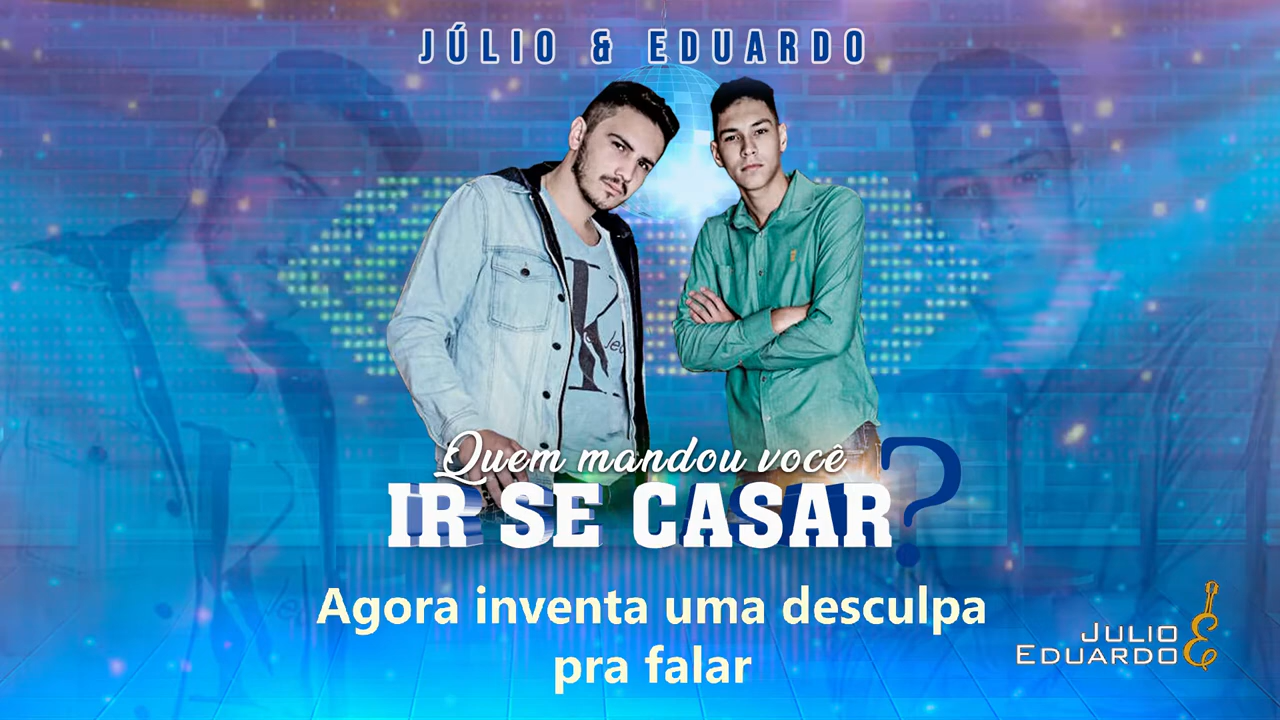 JÚLIO & EDUARDO
Quem mandou você
IR SE CASAR?
Agora inventa uma desculpa
pra falar
JULIO
EDUARDO